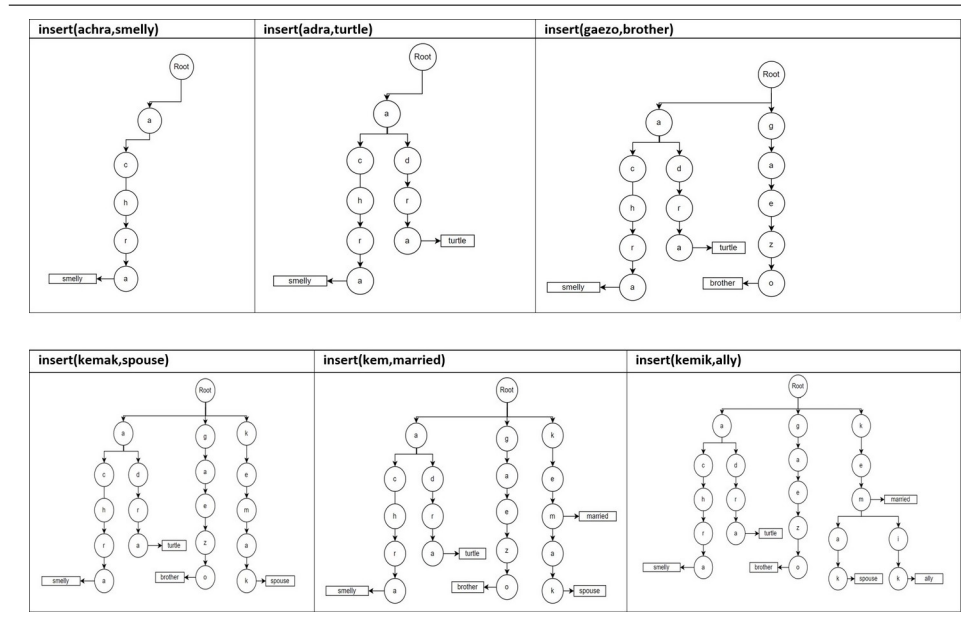 insert(achra,smelly)
insert(adra,turtle)
insert(gaezo,brother)
Root
a
c
h
r
smelly
a
Root
a
c
d
h
r
r
a
turtle
smelly
a
Root
a
g
c
d
a
h
r
e
r
a
turtle
z
smelly
a
brother
o
insert(kemak,spouse)
insert(kem,married)
insert(kemik,ally)
Root
a
g
k
c
d
a
e
h
r
e
m
r
a
turtle
z
a
smelly
a
brother
o
k
spouse
Root
a
g
k
c
d
a
e
h
r
e
m
married
r
a
turtle
z
a
smelly
a
brother
o
k
spouse
Root
a
g
k
c
d
a
e
h
r
e
m
married
r
a
turtle
z
a
i
smelly
a
brother
o
k
spouse
k
ally